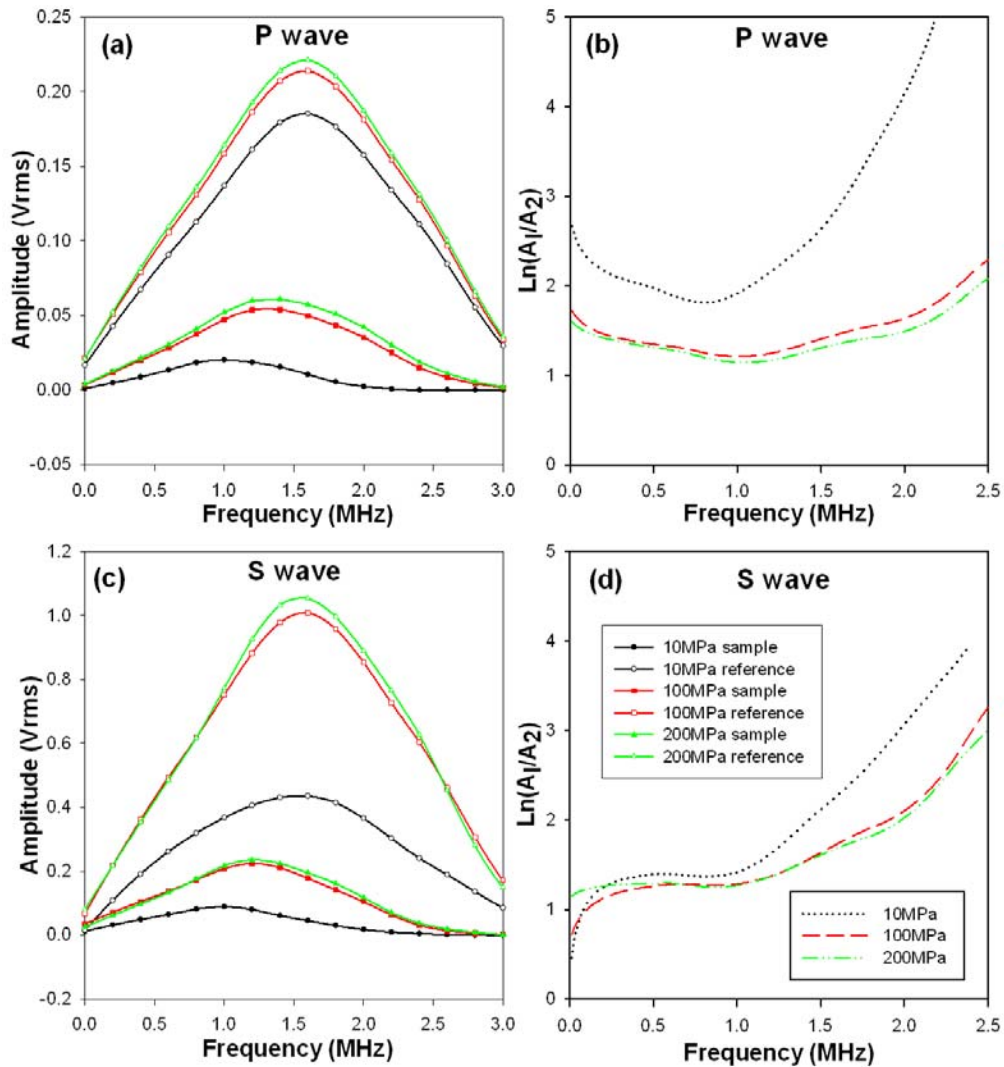 (a) P wave
Amplitude (Vrms)
0.25
0.20
0.15
0.10
0.05
0.00
-0.05
0.0 0.5 1.0 1.5 2.0 2.5 3.0
Frequency (MHz)
(b) P wave
Ln(A1/A2)
5
4
3
2
1
0
0.0 0.5 1.0 1.5 2.0 2.5
Frequency (MHz)
(c) S wave
Amplitude (Vrms)
1.2
1.0
0.8
0.6
0.4
0.2
0.0
-0.2
0.0 0.5 1.0 1.5 2.0 2.5 3.0
Frequency (MHz)
(d) S wave
Ln(A1/A2)
5
4
3
2
1
0
10MPa sample
10MPa reference
100MPa sample
100MPa reference
200MPa sample
200MPa reference
10MPa
100MPa
200MPa
0.0 0.5 1.0 1.5 2.0 2.5
Frequency (MHz)